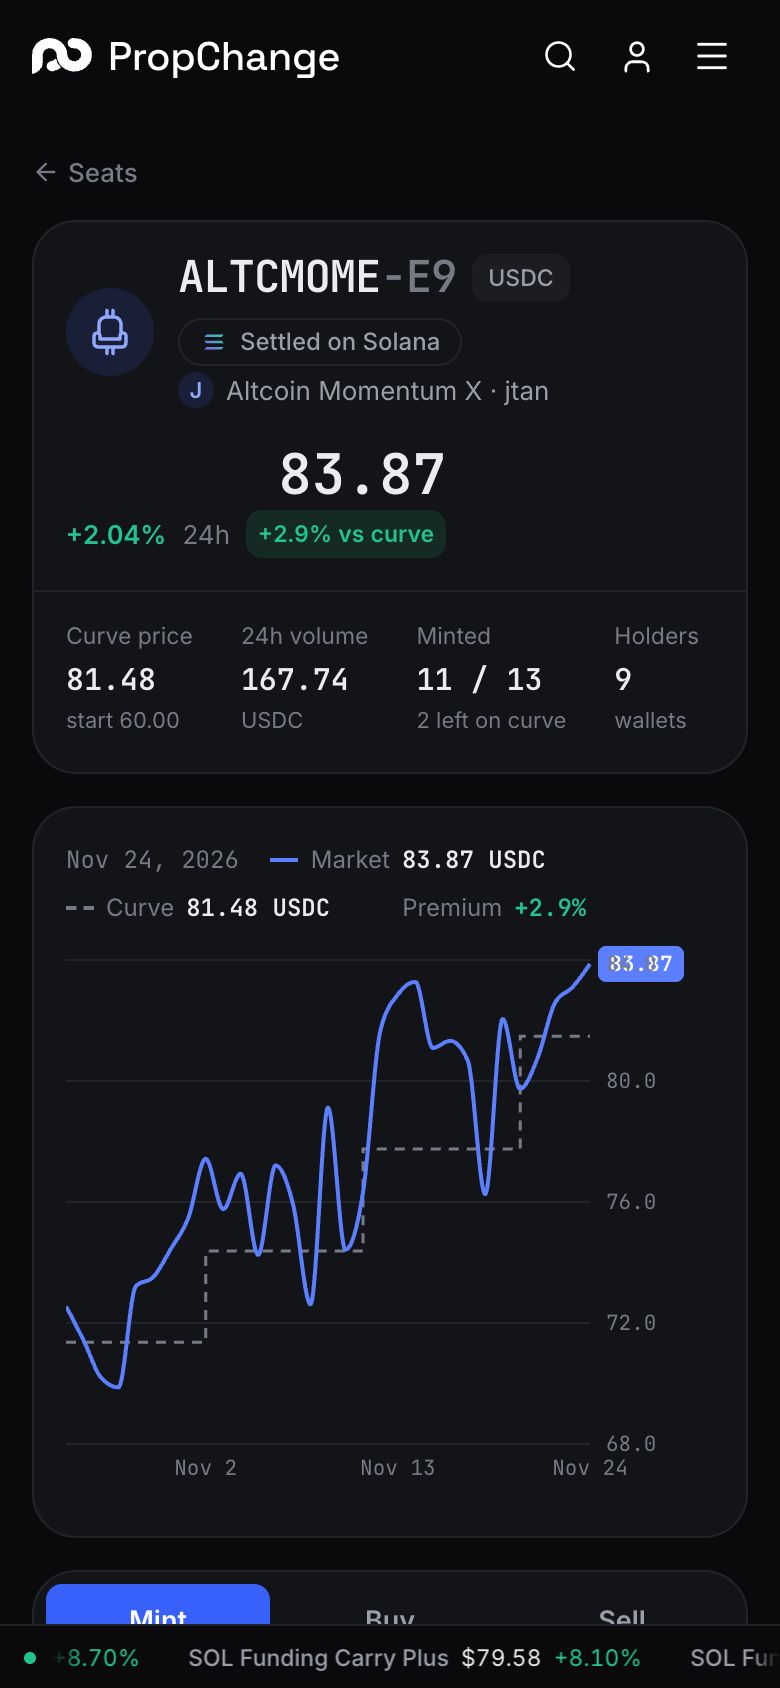 PropChange
← Seats
ALTCMOME-E9 USDC
Settled on Solana
J Altcoin Momentum X · jtan
83.87
+2.04% 24h +2.9% vs curve
Curve price 24h volume Minted Holders
81.48 167.74 11 / 13 9
start 60.00 USDC 2 left on curve wallets
Nov 24, 2026 Market 83.87 USDC
Curve 81.48 USDC Premium +2.9%
83.87
80.0
76.0
72.0
68.0
Nov 2 Nov 13 Nov 24
Mint Buy Sell
+8.70% SOL Funding Carry Plus $79.58 +8.10% SOL Fun